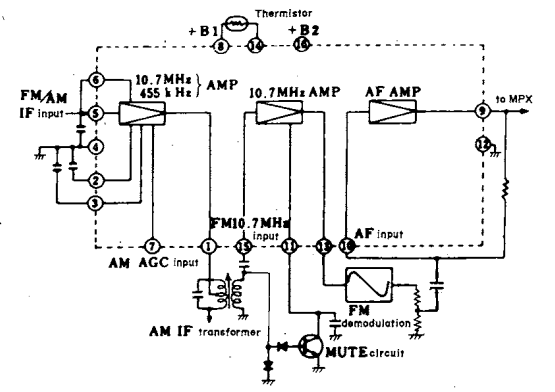 Thermistor
+B1
+B2
8
14
16
6
10.7MHz
455kHz
AMP
10.7MHz AMP
AF AMP
FM/AM
IF input
5
9
to MPX
4
12
2
3
FM10.7MHz
input
AF input
7
1
15
11
13
10
AM AGC input
FM
demodulation
AM IF transformer
MUTE circuit